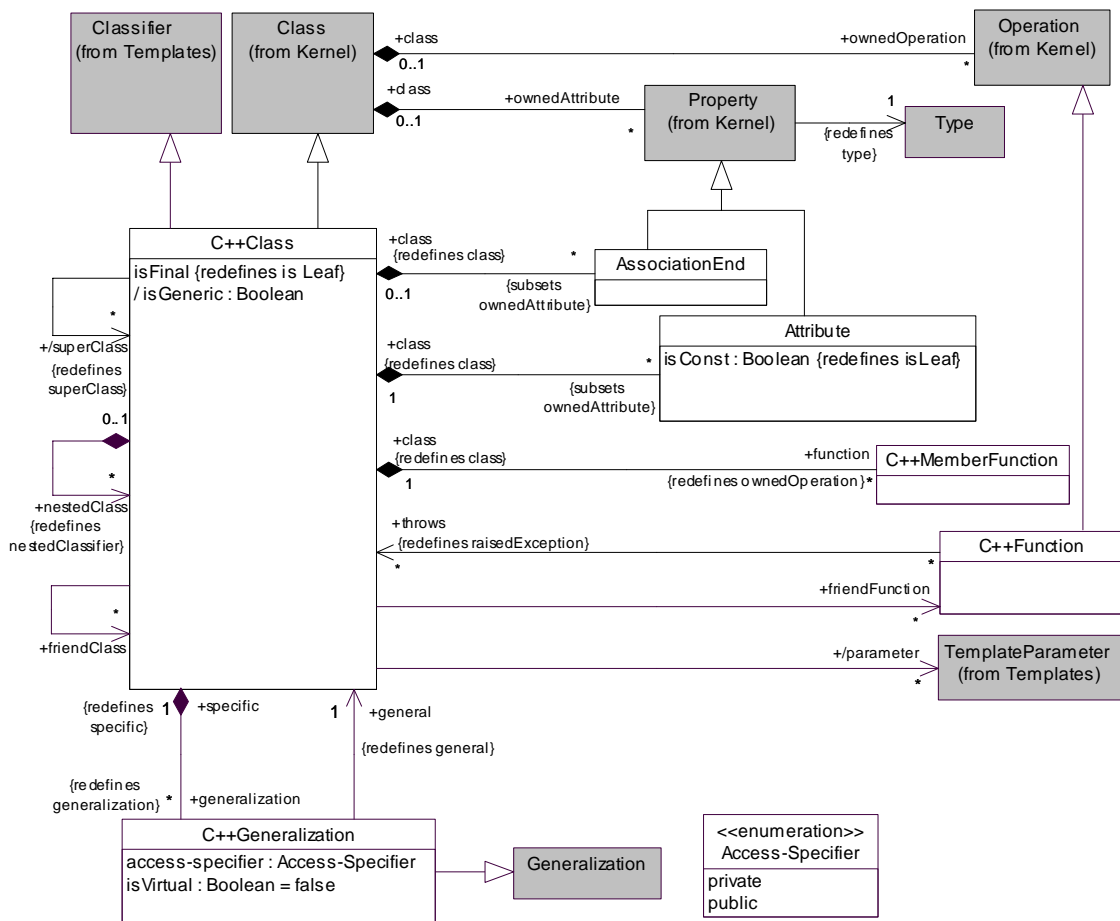 Classifier
(from Templates)
Class
(from Kernel)
+class
0..1
+ownedOperation
*
Operation
(from Kernel)
+class
0..1
+ownedAttribute
*
Property
(from Kernel)
1
{redefines
type}
Type
C++Class
isFinal {redefines is Leaf}
/ isGeneric : Boolean
+class
{redefines class}
0..1
*
{subsets
ownedAttribute}
AssociationEnd
*
+/superClass
{redefines
superClass}
+class
{redefines class}
1
*
{subsets
ownedAttribute}
Attribute
isConst : Boolean {redefines isLeaf}
0..1
*
+nestedClass
{redefines
nestedClassifier}
+class
{redefines class}
1
+function
{redefines ownedOperation}
*
C++MemberFunction
+throws
{redefines raisedException}
*
*
C++Function
+friendFunction
*
*
+friendClass
+/parameter
*
TemplateParameter
(from Templates)
{redefines
specific}
1
+specific
1
+general
{redefines general}
{redefines
generalization}
*
+generalization
C++Generalization
access-specifier : Access-Specifier
isVirtual : Boolean = false
Generalization
<<enumeration>>
Access-Specifier
private
public